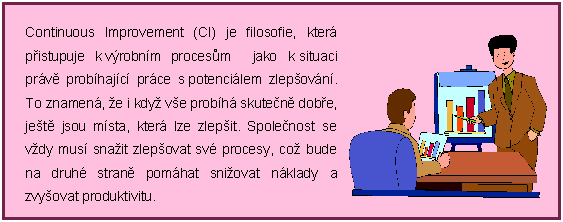 Continuous Improvement (CI) je filosofie, která
přistupuje k výrobním procesům jako k situaci
právě probíhající práce s potenciálem zlepšování.
To znamená, že i když vše probíhá skutečně dobře,
ještě jsou místa, která lze zlepšit. Společnost se
vždy musí snažit zlepšovat své procesy, což bude
na druhé straně pomáhat snižovat náklady a
zvyšovat produktivitu.